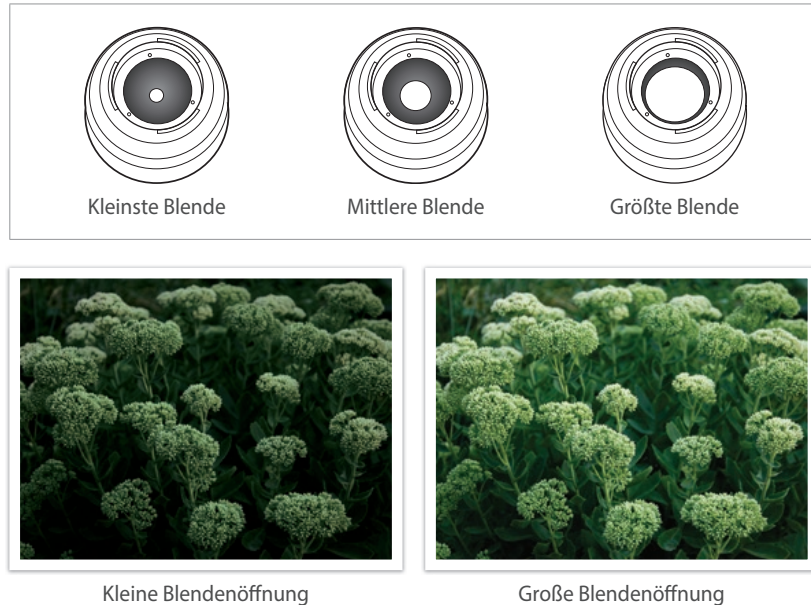 Kleinste Blende
Mittlere Blende
Größte Blende
Kleine Blendenöffnung
Große Blendenöffnung